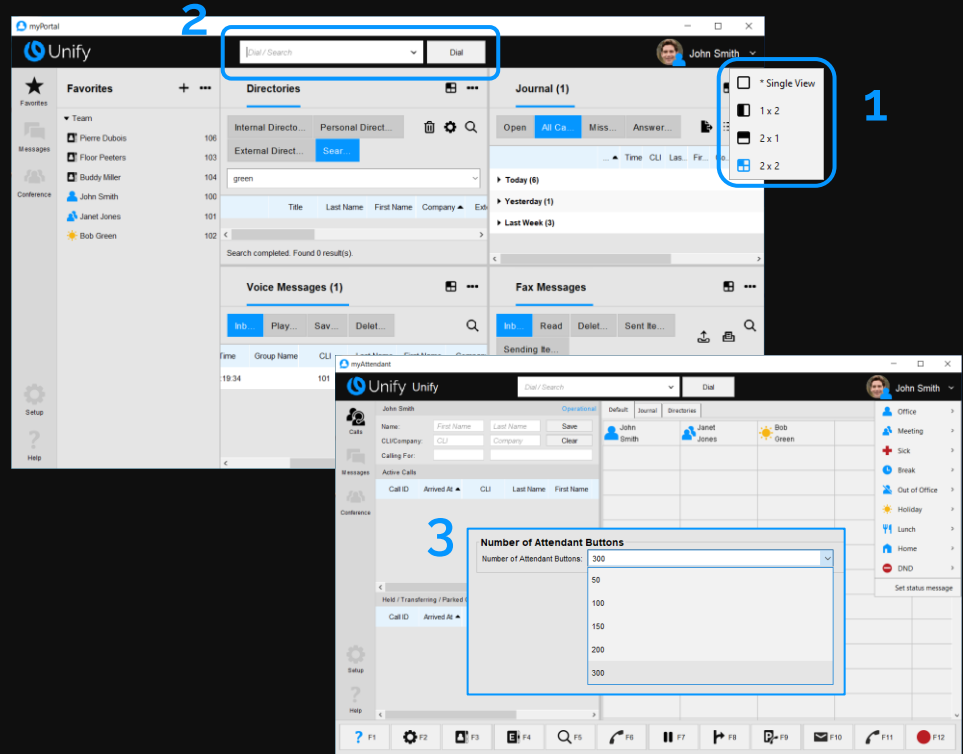 2
myPortal
Unify
Dial / Search
Dial
John Smith
1
* Single View
1 x 2
2 x 1
2 x 2
Favorites
Messages
Conference
Setup
Help
Favorites
Team
Pierre Dubois 106
Floor Peeters 103
Buddy Miller 104
John Smith 100
Janet Jones 101
Bob Green 102
Directories
Internal Directo... Personal Direct...
External Direct... Sear...
green
Title Last Name First Name Company Exte
Search completed. Found 0 result(s).
Journal (1)
Open All Ca... Miss... Answer...
... Time CLI Las... Fir... Co...
Today (6)
Yesterday (1)
Last Week (3)
Voice Messages (1)
Inb... Play... Sav... Delet...
Time Group Name CLI Last Name First Name Company
:19:34 101
Fax Messages
Inb... Read Delet... Sent Ite...
Sending Ite...
myAttendant
Unify Unify
Dial / Search
Dial
John Smith
Calls
Messages
Conference
Setup
Help
John Smith Operational
Name: First Name Last Name Save
CLI/Company: CLI Company Clear
Calling For:
Active Calls
Call ID Arrived At CLI Last Name First Name
Held / Transferring / Parked
Call ID Arrived At
Default Journal Directories
John Smith
Janet Jones
Bob Green
Office
Meeting
Sick
Break
Out of Office
Holiday
Lunch
Home
DND
Set status message
3
Number of Attendant Buttons
Number of Attendant Buttons: 300
50
100
150
200
300
? F1 F2 F3 F4 F5 F6 F7 F8 F9 F10 F11 F12